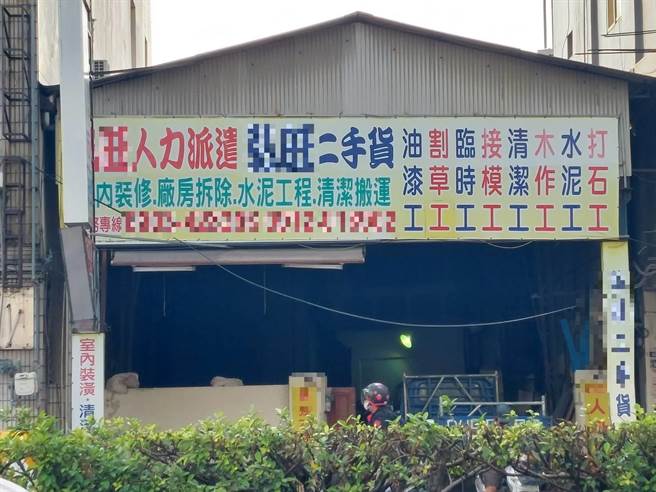 人力派遣 二手貨
內裝修.廠房拆除.水泥工程.清潔搬運
專線
油漆工
割草工
臨時工
接模工
清潔工
木作工
水泥工
打石工
二手貨
室內裝潢.清
人